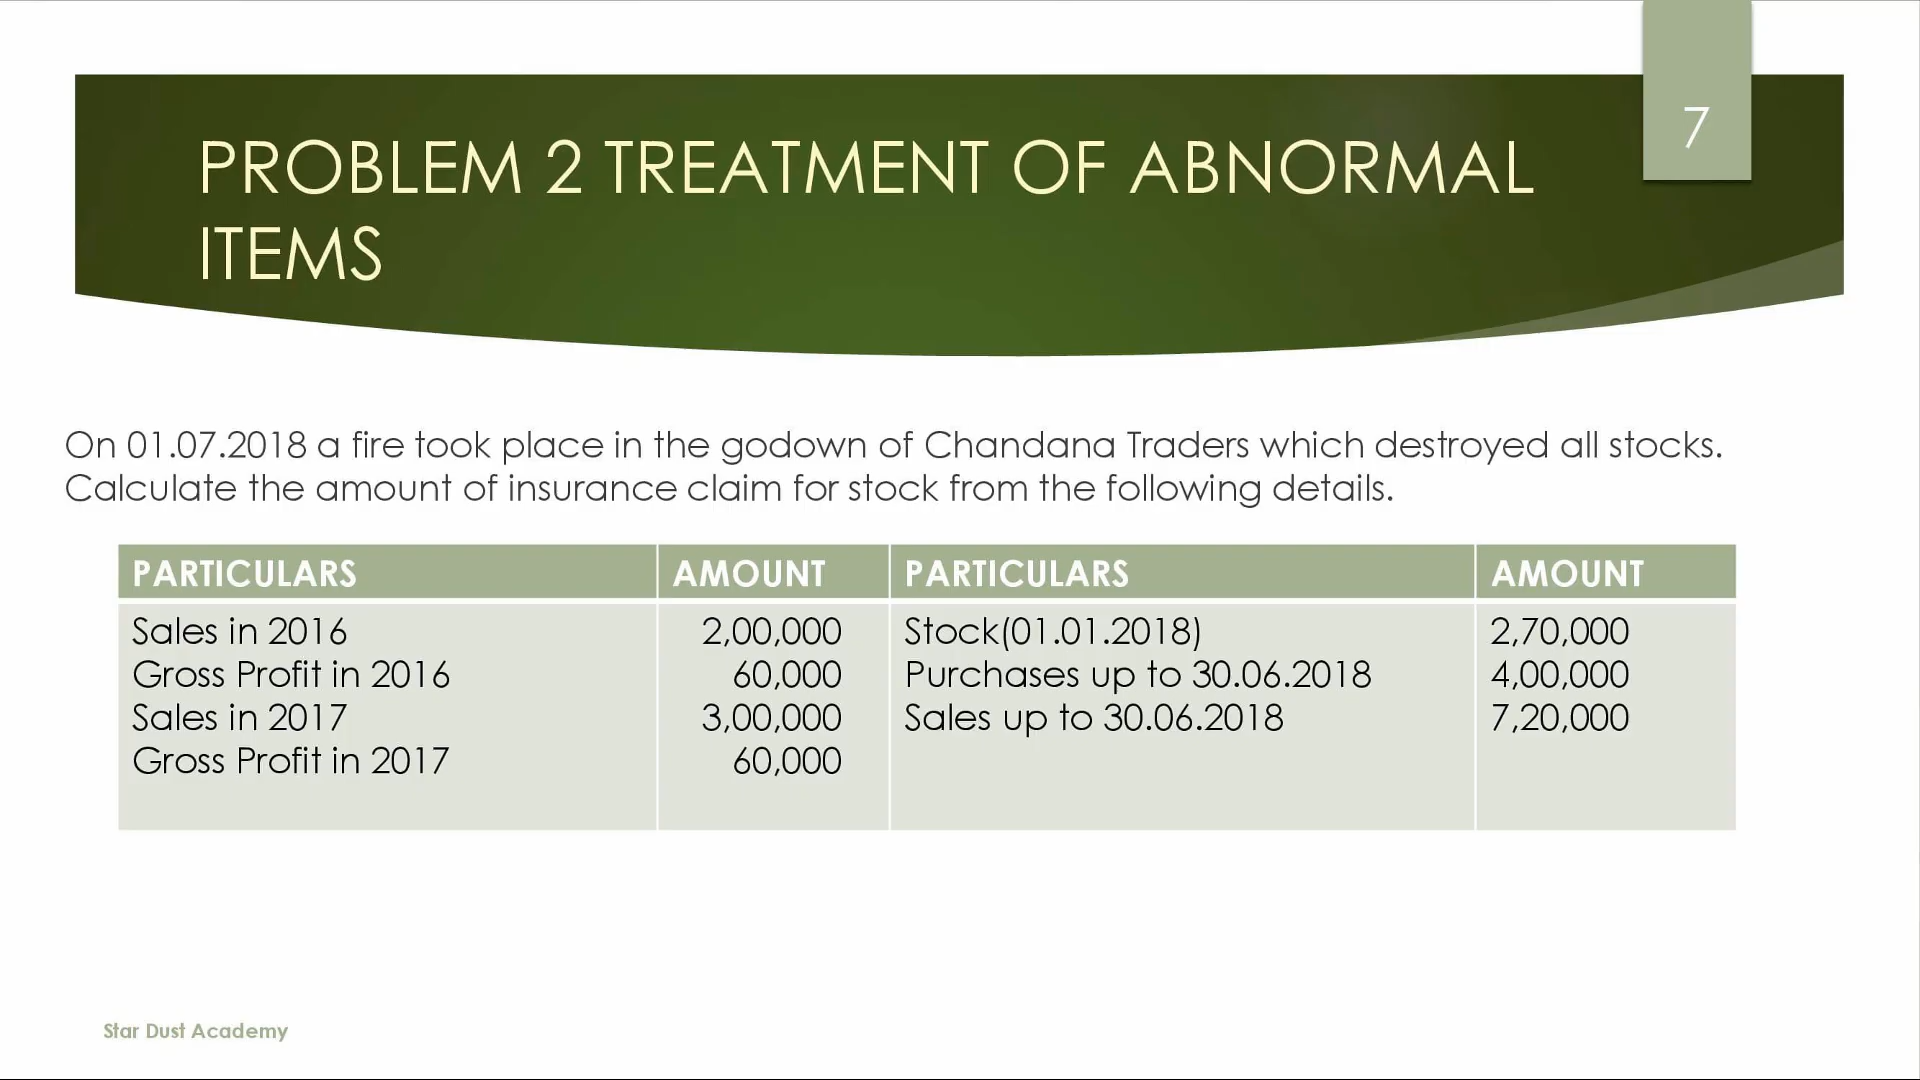 7
PROBLEM 2 TREATMENT OF ABNORMAL
ITEMS
On 01.07.2018 a fire took place in the godown of Chandana Traders which destroyed all stocks.
Calculate the amount of insurance claim for stock from the following details.
PARTICULARS AMOUNT PARTICULARS AMOUNT
Sales in 2016 2,00,000 Stock(01.01.2018) 2,70,000
Gross Profit in 2016 60,000 Purchases up to 30.06.2018 4,00,000
Sales in 2017 3,00,000 Sales up to 30.06.2018 7,20,000
Gross Profit in 2017 60,000
Star Dust Academy